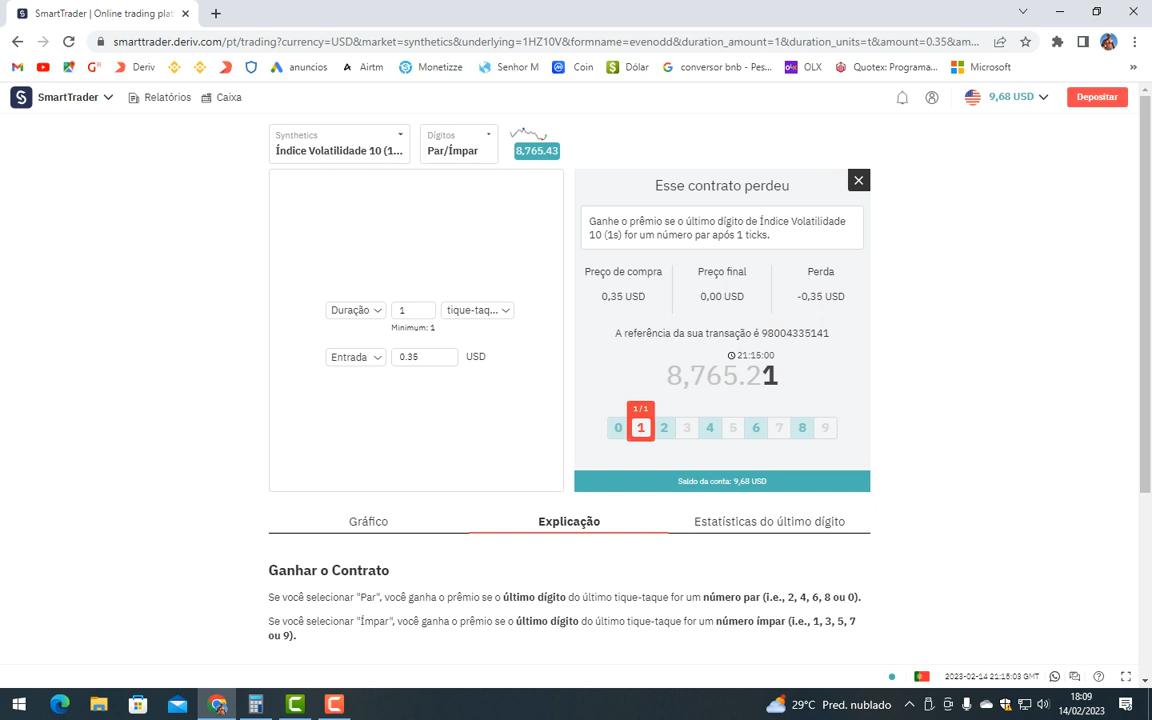 SmartTrader | Online trading plat
smarttrader.deriv.com/pt/trading?currency=USD&market=synthetics&underlying=1HZ10V&formname=evenodd&duration_amount=1&duration_units=t&amount=0.35&am...
Deriv anuncios Airtm Monetizze Senhor M Coin Dólar conversor bnb - Pes... OLX Quotex: Programa... Microsoft »
SmartTrader Relatórios Caixa 9,68 USD Depositar
Synthetics
Índice Volatilidade 10 (1...
Dígitos
Par/Ímpar
8,765.43
Duração 1 tique-taq...
Minimum: 1
Entrada 0.35 USD
Esse contrato perdeu
Ganhe o prêmio se o último dígito de Índice Volatilidade
10 (1s) for um número par após 1 ticks.
Preço de compra Preço final Perda
0,35 USD 0,00 USD -0,35 USD
A referência da sua transação é 98004335141
21:15:00
8,765.21
1 / 1
0 1 2 3 4 5 6 7 8 9
Saldo da conta: 9,68 USD
Gráfico Explicação Estatísticas do último dígito
Ganhar o Contrato
Se você selecionar "Par", você ganha o prêmio se o último dígito do último tique-taque for um número par (i.e., 2, 4, 6, 8 ou 0).
Se você selecionar "Ímpar", você ganha o prêmio se o último dígito do último tique-taque for um número ímpar (i.e., 1, 3, 5, 7
ou 9).
2023-02-14 21:15:03 GMT
29°C Pred. nublado
18:09
14/02/2023